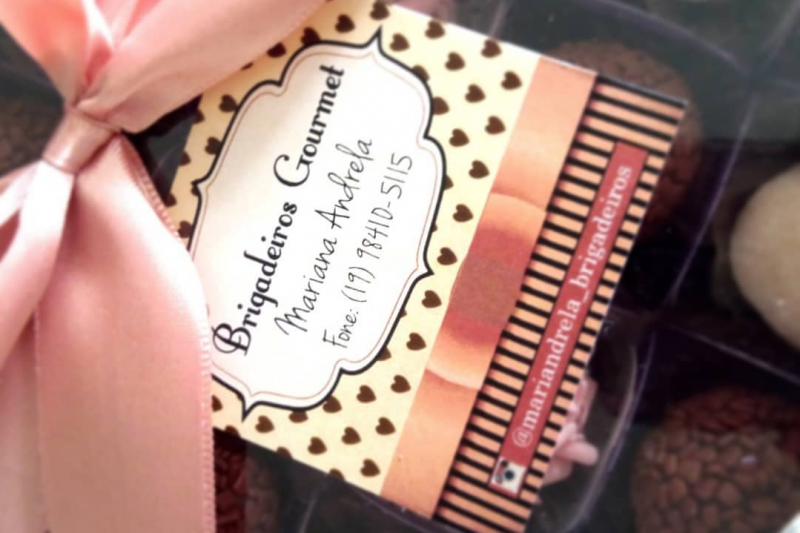 Brigadeiros Gourmet
Mariana Andrela
Fone: (19) 98410-5115
@mariandrela_brigadeiros